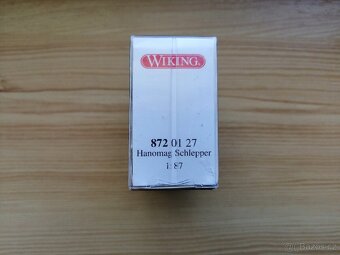 WIKING
872 01 27
Hanomag Schlepper
1:87